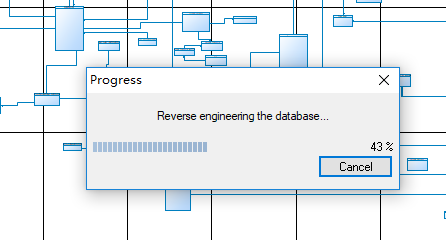 Progress
Reverse engineering the database...
43 %
Cancel